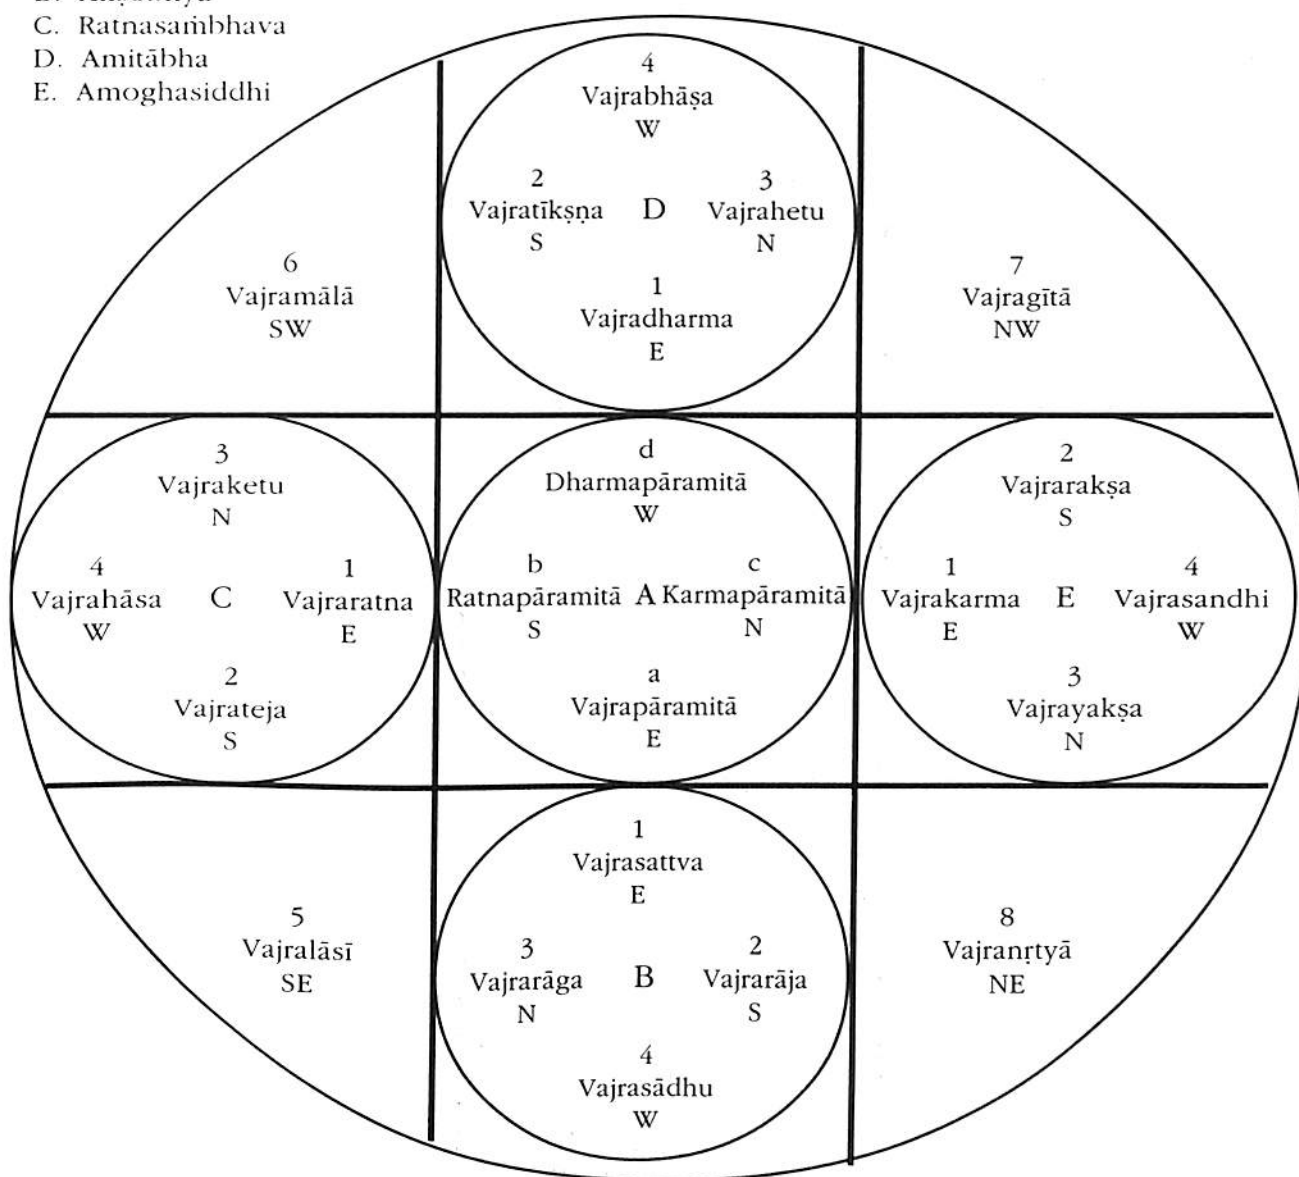 C. Ratnasaṁbhava
D. Amitābha
E. Amoghasiddhi
4
Vajrabhāṣa
W
2
Vajratīkṣṇa
S
D
3
Vajrahetu
N
1
Vajradharma
E
6
Vajramālā
SW
7
Vajragītā
NW
3
Vajraketu
N
4
Vajrahāsa
W
C
1
Vajraratna
E
2
Vajrateja
S
d
Dharmapāramitā
W
b
Ratnapāramitā
S
A
c
Karmapāramitā
N
a
Vajrapāramitā
E
2
Vajrarakṣa
S
1
Vajrakarma
E
E
4
Vajrasandhi
W
3
Vajrayakṣa
N
5
Vajralāsī
SE
1
Vajrasattva
E
3
Vajrarāga
N
B
2
Vajrarāja
S
4
Vajrasādhu
W
8
Vajranṛtyā
NE